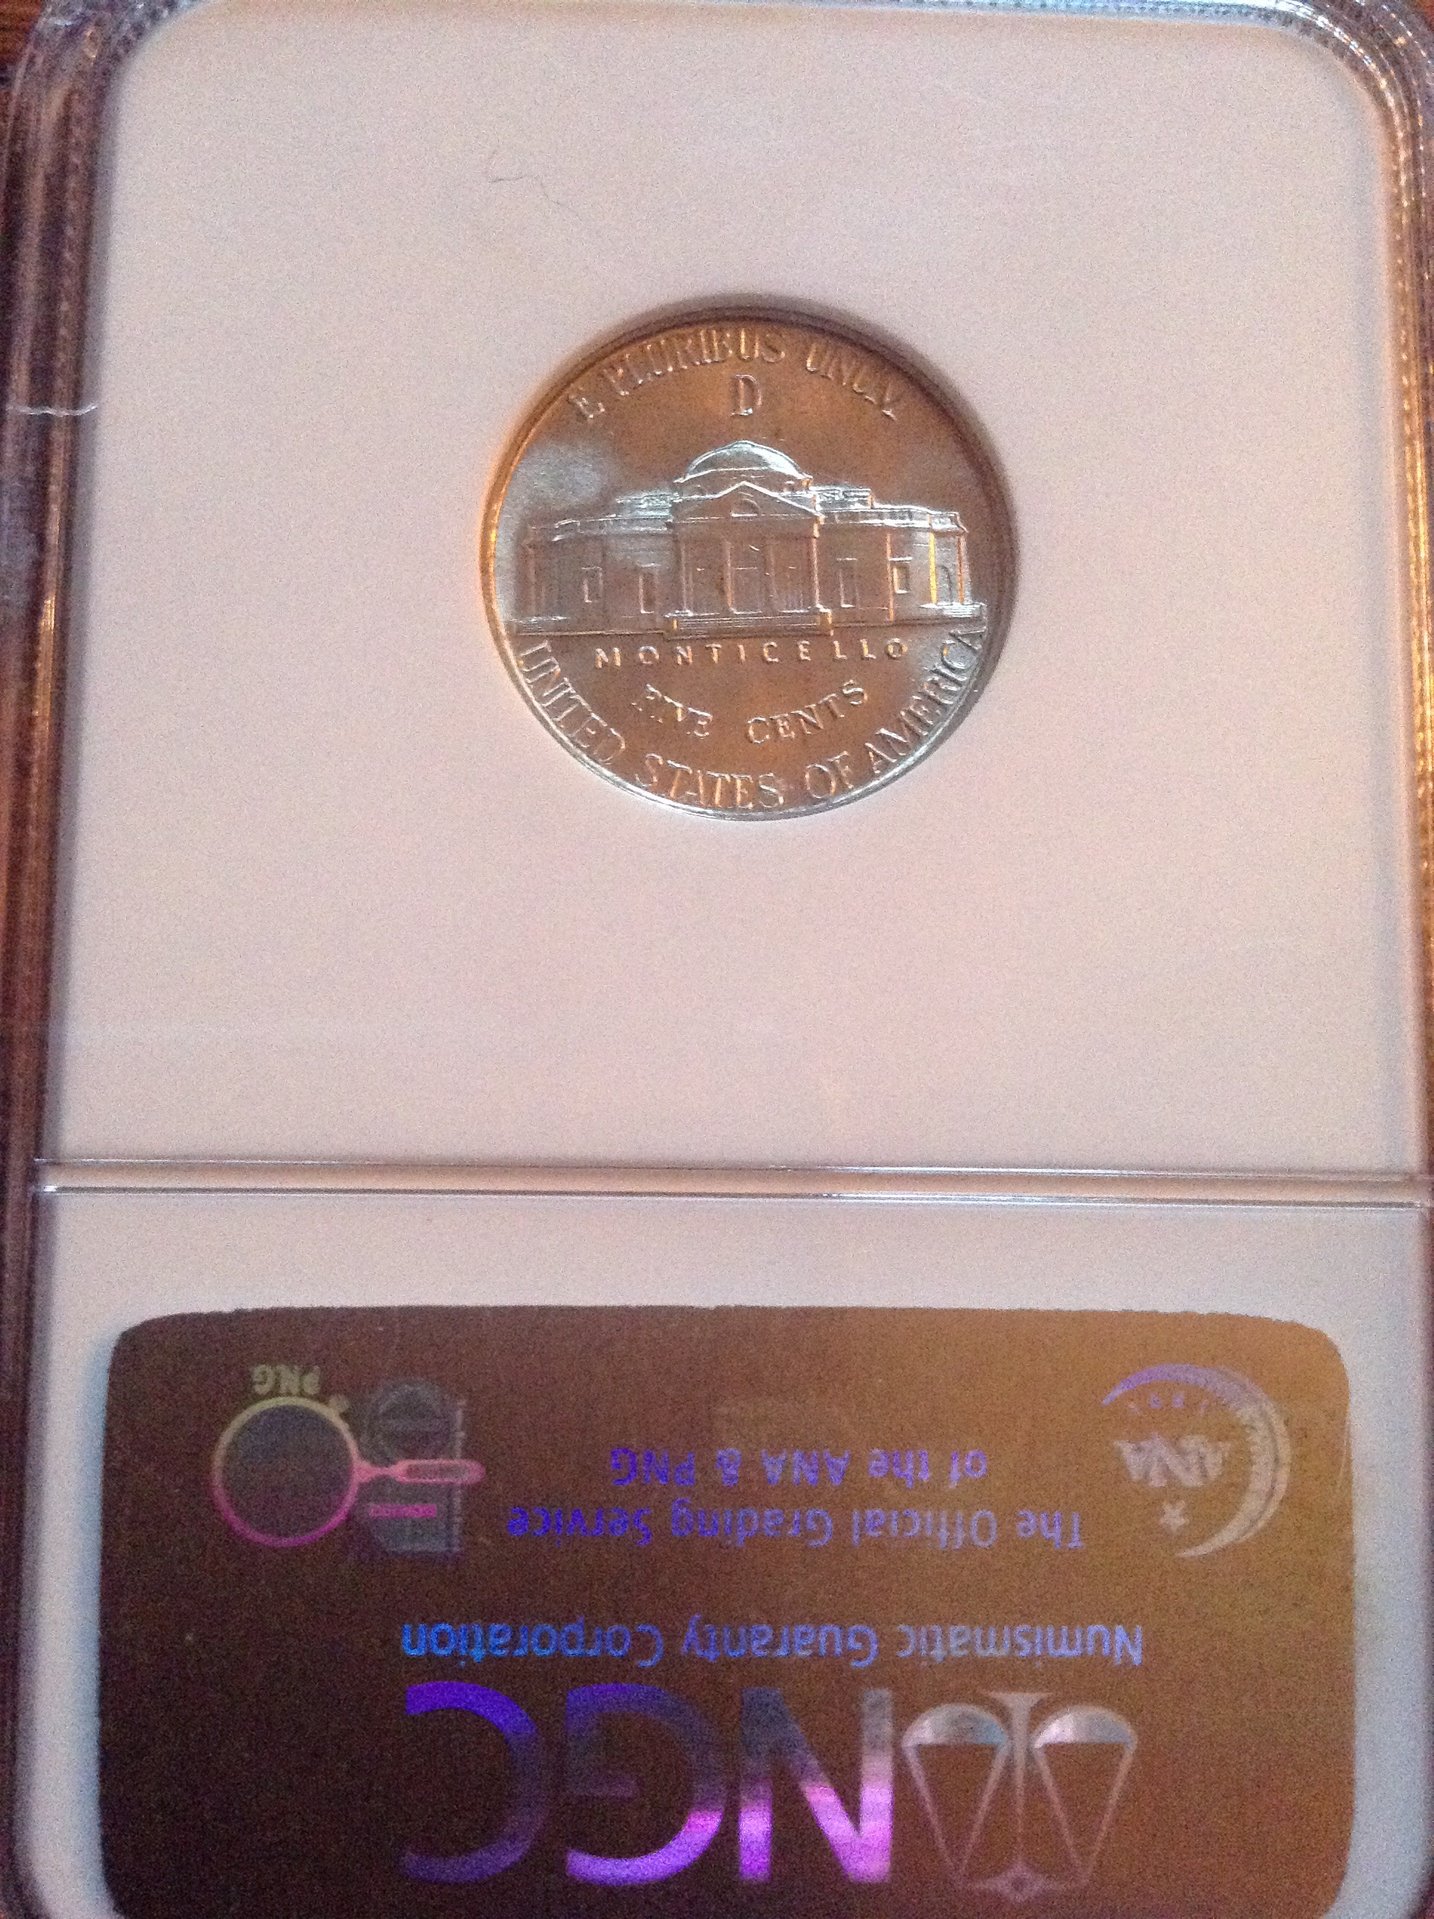 E PLURIBUS UNUM
D
MONTICELLO
FIVE CENTS
UNITED STATES OF AMERICA
NGC
Numismatic Guaranty Corporation
The Official Grading Service
of the ANA & PNG
ANA
1891
PNG